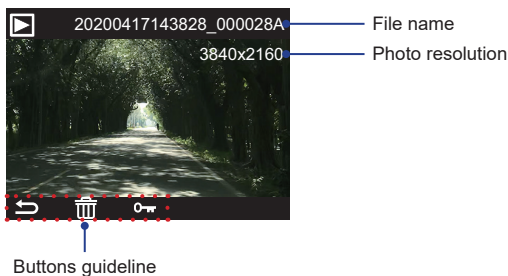 20200417143828_000028A
File name
3840x2160
Photo resolution
Buttons guideline